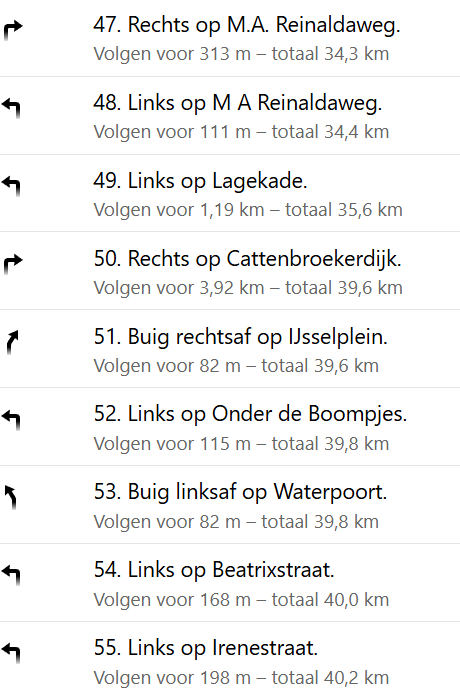 47. Rechts op M.A. Reinaldaweg.
Volgen voor 313 m – totaal 34,3 km
48. Links op M A Reinaldaweg.
Volgen voor 111 m – totaal 34,4 km
49. Links op Lagekade.
Volgen voor 1,19 km – totaal 35,6 km
50. Rechts op Cattenbroekerdijk.
Volgen voor 3,92 km – totaal 39,6 km
51. Buig rechtsaf op IJsselplein.
Volgen voor 82 m – totaal 39,6 km
52. Links op Onder de Boompjes.
Volgen voor 115 m – totaal 39,8 km
53. Buig linksaf op Waterpoort.
Volgen voor 82 m – totaal 39,8 km
54. Links op Beatrixstraat.
Volgen voor 168 m – totaal 40,0 km
55. Links op Irenestraat.
Volgen voor 198 m – totaal 40,2 km